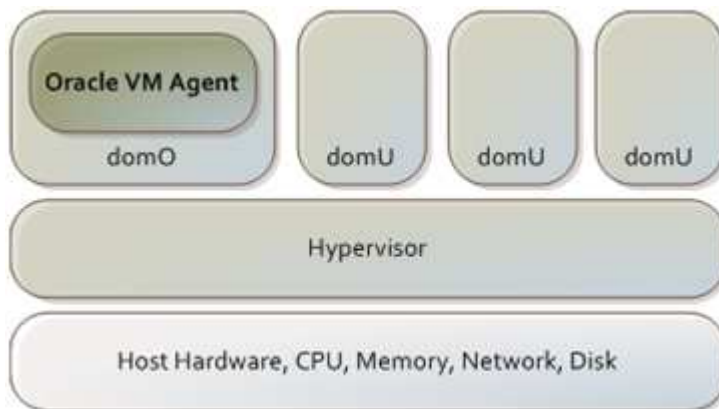 Oracle VM Agent
domO
domU
domU
domU
Hypervisor
Host Hardware, CPU, Memory, Network, Disk